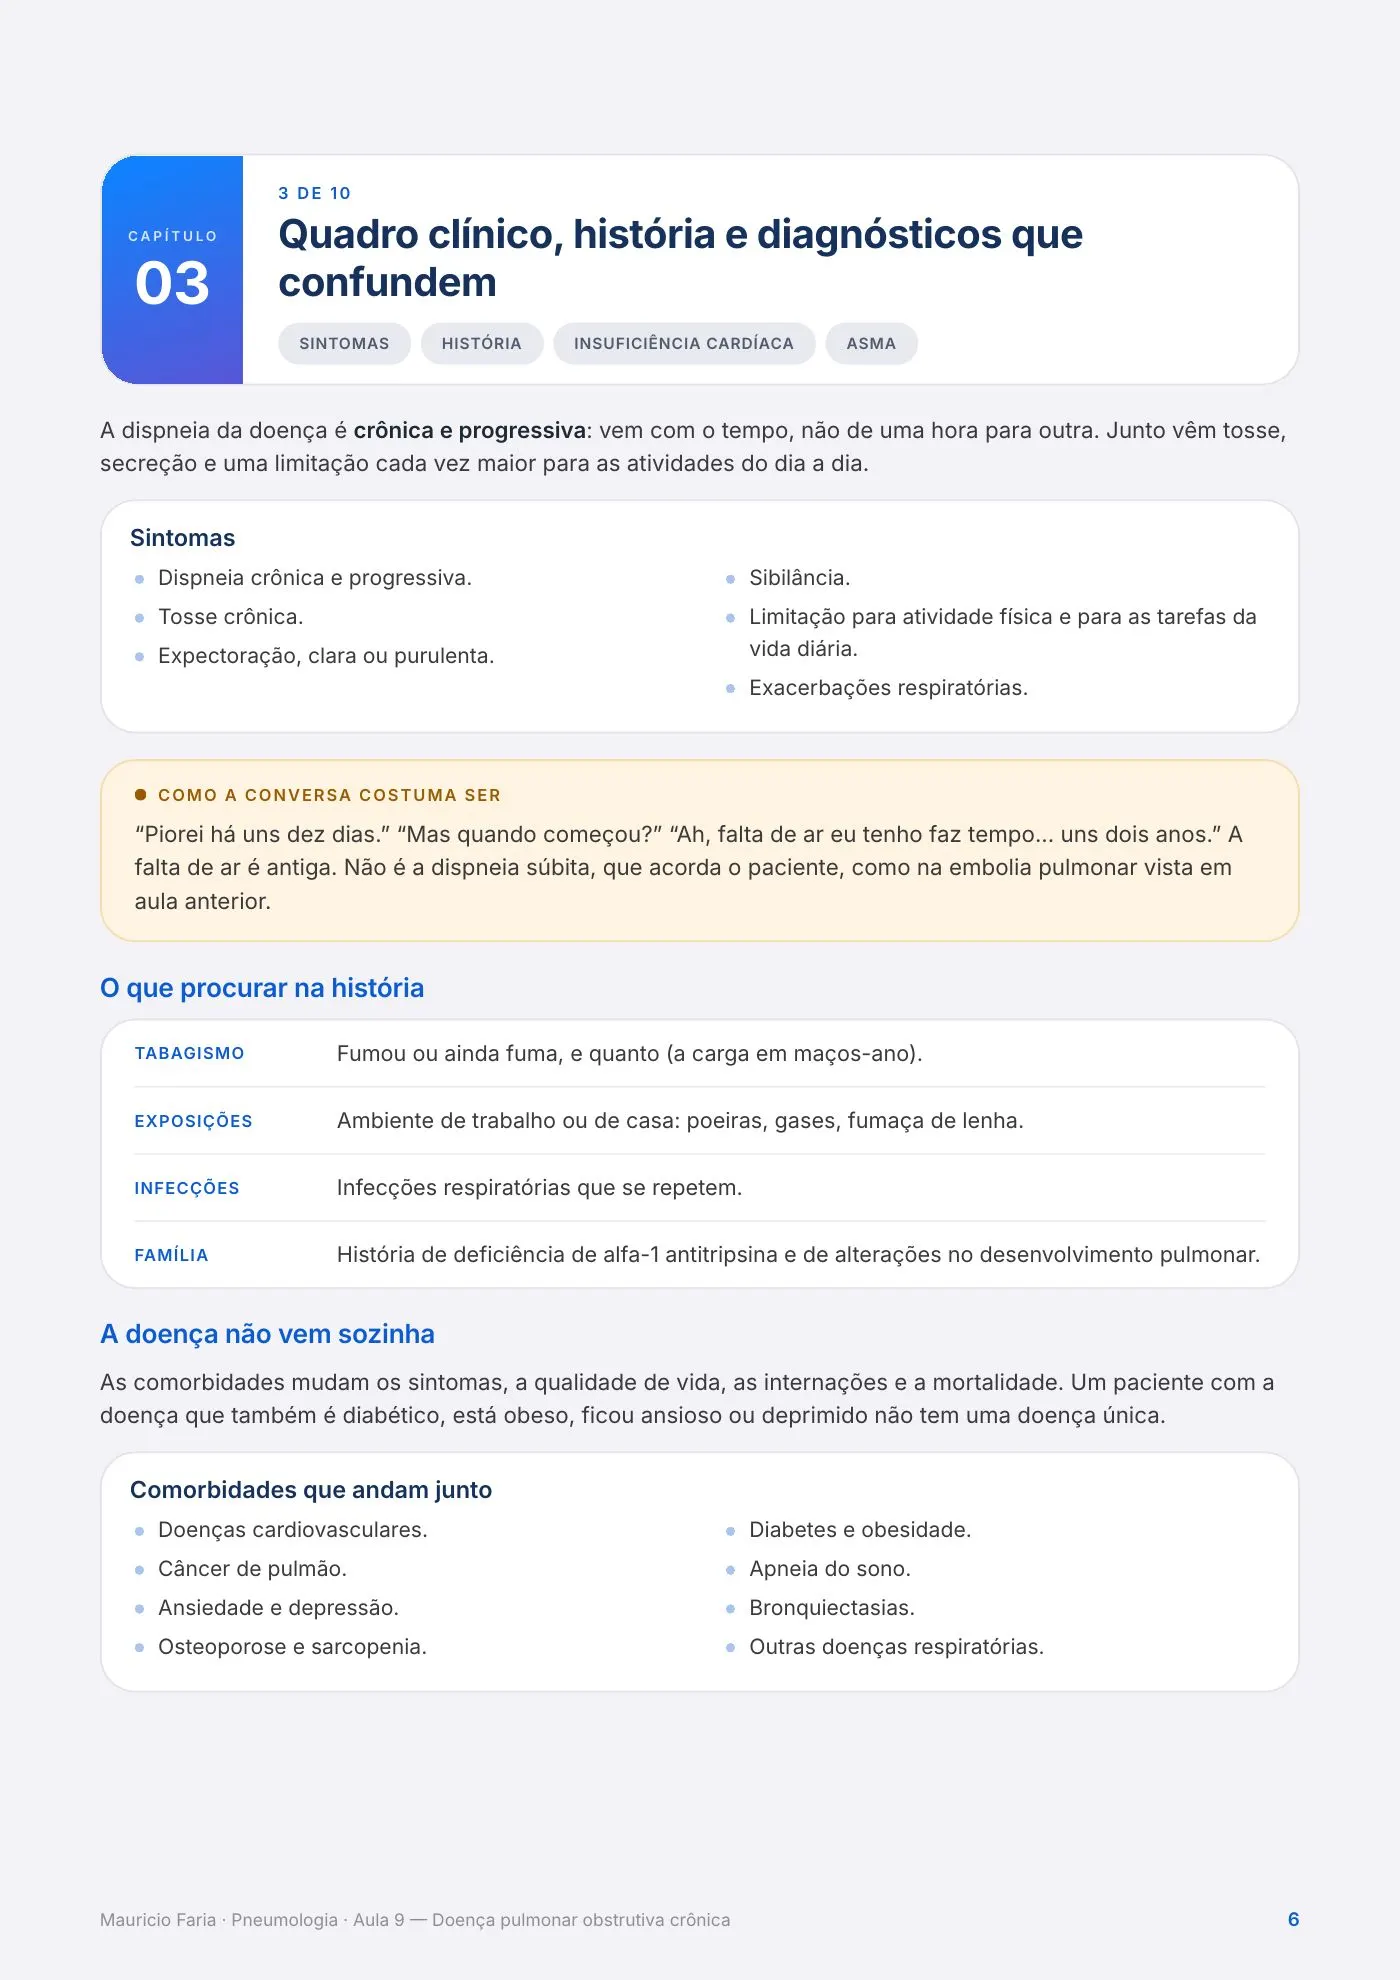 CAPÍTULO
03
3 DE 10
Quadro clínico, história e diagnósticos que
confundem
SINTOMAS
HISTÓRIA
INSUFICIÊNCIA CARDÍACA
ASMA
A dispneia da doença é crônica e progressiva: vem com o tempo, não de uma hora para outra. Junto vêm tosse,
secreção e uma limitação cada vez maior para as atividades do dia a dia.
Sintomas
Dispneia crônica e progressiva.
Tosse crônica.
Expectoração, clara ou purulenta.
Sibilância.
Limitação para atividade física e para as tarefas da
vida diária.
Exacerbações respiratórias.
COMO A CONVERSA COSTUMA SER
“Piorei há uns dez dias.” “Mas quando começou?” “Ah, falta de ar eu tenho faz tempo… uns dois anos.” A
falta de ar é antiga. Não é a dispneia súbita, que acorda o paciente, como na embolia pulmonar vista em
aula anterior.
O que procurar na história
TABAGISMO
Fumou ou ainda fuma, e quanto (a carga em maços-ano).
EXPOSIÇÕES
Ambiente de trabalho ou de casa: poeiras, gases, fumaça de lenha.
INFECÇÕES
Infecções respiratórias que se repetem.
FAMÍLIA
História de deficiência de alfa-1 antitripsina e de alterações no desenvolvimento pulmonar.
A doença não vem sozinha
As comorbidades mudam os sintomas, a qualidade de vida, as internações e a mortalidade. Um paciente com a
doença que também é diabético, está obeso, ficou ansioso ou deprimido não tem uma doença única.
Comorbidades que andam junto
Doenças cardiovasculares.
Câncer de pulmão.
Ansiedade e depressão.
Osteoporose e sarcopenia.
Diabetes e obesidade.
Apneia do sono.
Bronquiectasias.
Outras doenças respiratórias.
Mauricio Faria · Pneumologia · Aula 9 — Doença pulmonar obstrutiva crônica
6